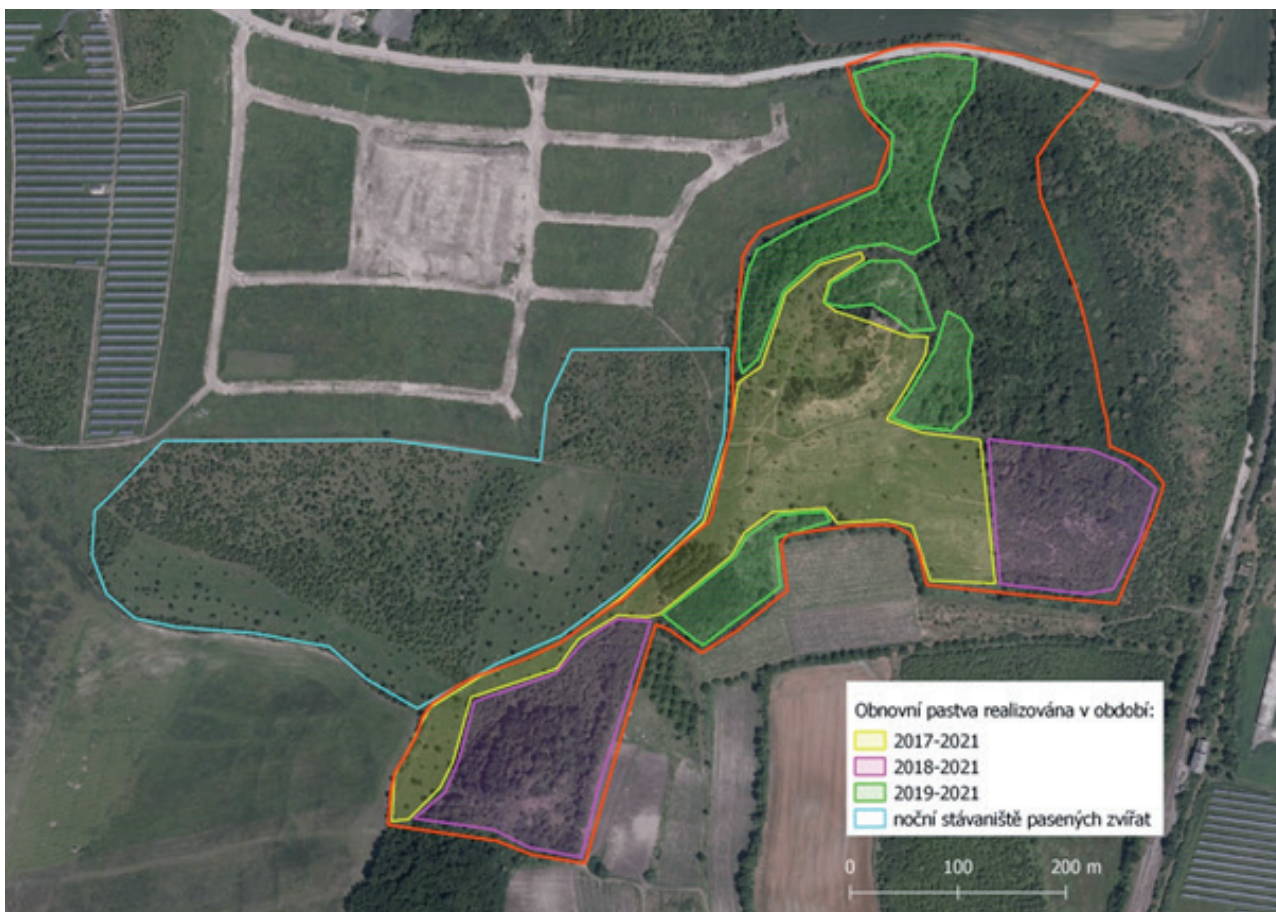 Obnovní pastva realizována v období:
2017-2021
2018-2021
2019-2021
noční stávaniště pasených zvířat
0 100 200 m